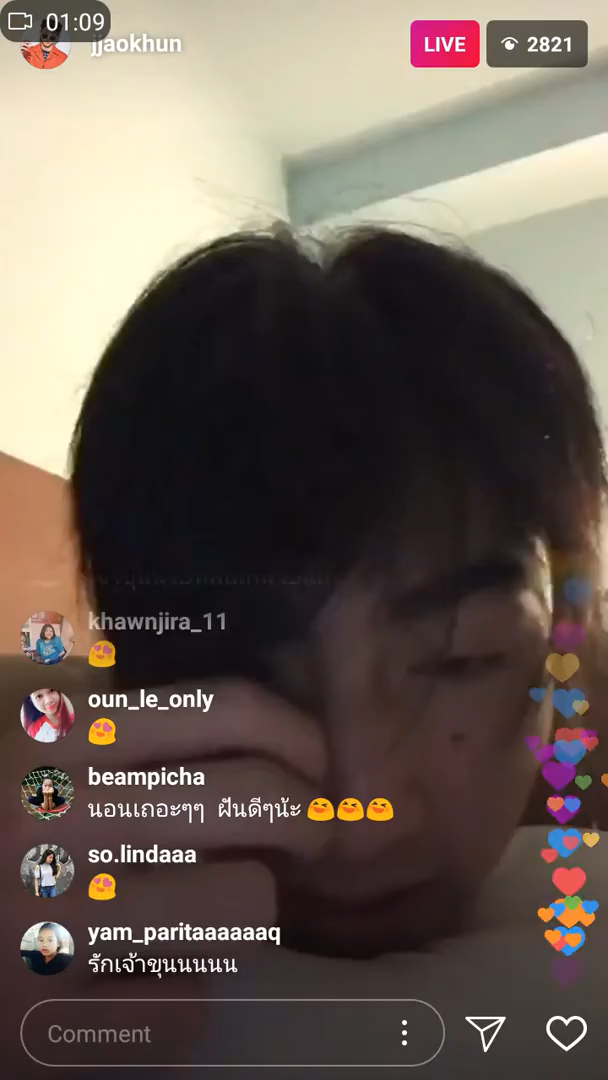 01:09
jjaokhun
LIVE
2821
khawnjira_11
😍
oun_le_only
😍
beampicha
นอนเถอะๆๆ ฝันดีๆน้ะ 😆😆😆
so.lindaaa
😍
yam_paritaaaaaaq
รักเจ้าขุนนนนน
Comment